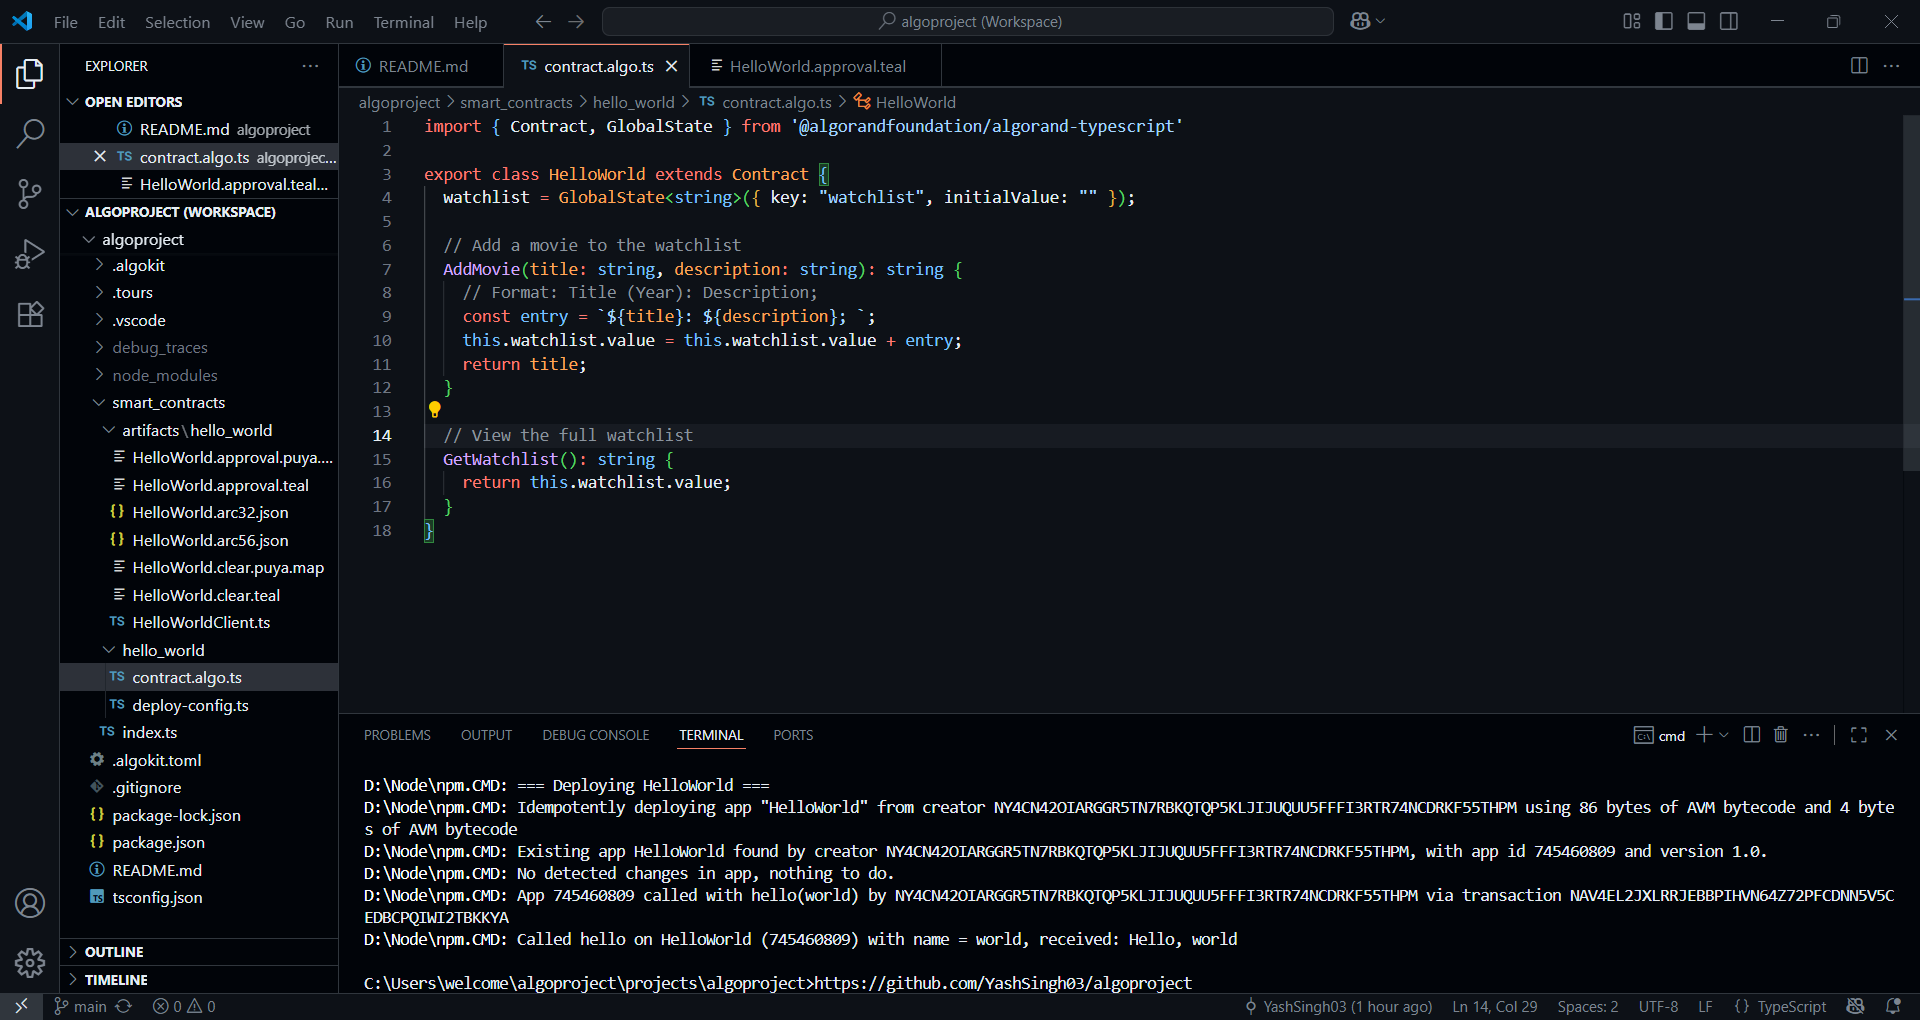 File Edit Selection View Go Run Terminal Help
algoproject (Workspace)
EXPLORER
OPEN EDITORS
README.md algoproject
TS contract.algo.ts algoprojec...
HelloWorld.approval.teal...
ALGOPROJECT (WORKSPACE)
algoproject
.algokit
.tours
.vscode
debug_traces
node_modules
smart_contracts
artifacts\hello_world
HelloWorld.approval.puya....
HelloWorld.approval.teal
{} HelloWorld.arc32.json
{} HelloWorld.arc56.json
HelloWorld.clear.puya.map
HelloWorld.clear.teal
TS HelloWorldClient.ts
hello_world
TS contract.algo.ts
TS deploy-config.ts
TS index.ts
.algokit.toml
.gitignore
{} package-lock.json
{} package.json
README.md
TS tsconfig.json
OUTLINE
TIMELINE
README.md TS contract.algo.ts HelloWorld.approval.teal
algoproject > smart_contracts > hello_world > TS contract.algo.ts > HelloWorld
1 import { Contract, GlobalState } from '@algorandfoundation/algorand-typescript'
2
3 export class HelloWorld extends Contract {
4 watchlist = GlobalState<string>({ key: "watchlist", initialValue: "" });
5
6 // Add a movie to the watchlist
7 AddMovie(title: string, description: string): string {
8 // Format: Title (Year): Description;
9 const entry = `${title}: ${description}; `;
10 this.watchlist.value = this.watchlist.value + entry;
11 return title;
12 }
13
14 // View the full watchlist
15 GetWatchlist(): string {
16 return this.watchlist.value;
17 }
18 }
PROBLEMS OUTPUT DEBUG CONSOLE TERMINAL PORTS
cmd
D:\Node\npm.CMD: === Deploying HelloWorld ===
D:\Node\npm.CMD: Idempotently deploying app "HelloWorld" from creator NY4CN42OIARGGR5TN7RBKQTQP5KLJIJUQUU5FFFI3RTR74NCDRKF55THPM using 86 bytes of AVM bytecode and 4 byte
s of AVM bytecode
D:\Node\npm.CMD: Existing app HelloWorld found by creator NY4CN42OIARGGR5TN7RBKQTQP5KLJIJUQUU5FFFI3RTR74NCDRKF55THPM, with app id 745460809 and version 1.0.
D:\Node\npm.CMD: No detected changes in app, nothing to do.
D:\Node\npm.CMD: App 745460809 called with hello(world) by NY4CN42OIARGGR5TN7RBKQTQP5KLJIJUQUU5FFFI3RTR74NCDRKF55THPM via transaction NAV4EL2JXLRRJEBBPIHVN64Z72PFCDNN5V5C
EDBCPQIWI2TBKKYA
D:\Node\npm.CMD: Called hello on HelloWorld (745460809) with name = world, received: Hello, world
C:\Users\welcome\algoproject\projects\algoproject>https://github.com/YashSingh03/algoproject
main 0 0
YashSingh03 (1 hour ago) Ln 14, Col 29 Spaces: 2 UTF-8 LF {} TypeScript